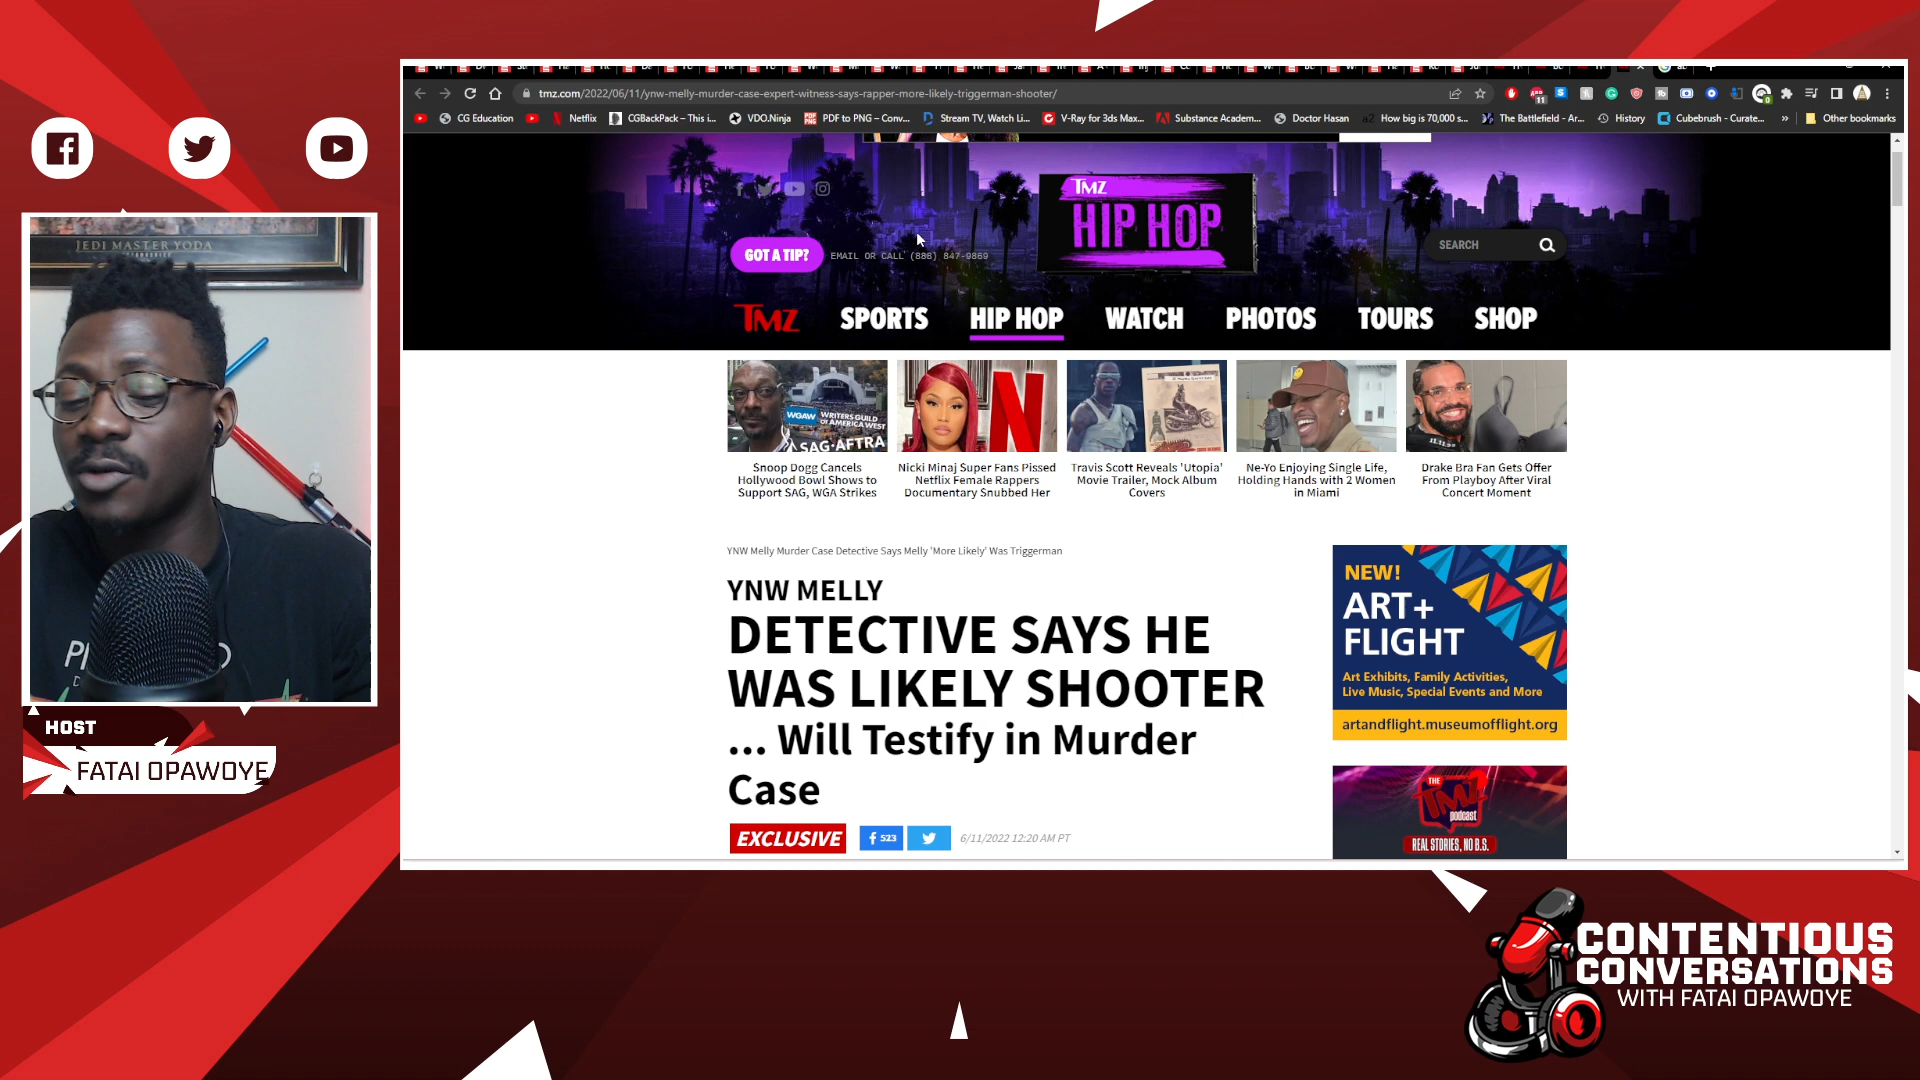 tmz.com/2022/06/11/ynw-melly-murder-case-expert-witness-says-rapper-more-likely-triggerman-shooter/
CG Education
Netflix
CGBackPack – This i...
VDO.Ninja
PDF to PNG – Conv...
Stream TV, Watch Li...
V-Ray for 3ds Max...
Substance Academ...
Doctor Hasan
How big is 70,000 s...
The Battlefield - Ar...
History
Cubebrush - Curate...
»
Other bookmarks
JEDI MASTER YODA
TMZ
HIP HOP
GOT A TIP?
EMAIL OR CALL (888) 847-9869
SEARCH
TMZ
SPORTS
HIP HOP
WATCH
PHOTOS
TOURS
SHOP
WGAW WRITERS GUILD
OF AMERICA WEST
SAG·AFTRA
Snoop Dogg Cancels
Hollywood Bowl Shows to
Support SAG, WGA Strikes
Nicki Minaj Super Fans Pissed
Netflix Female Rappers
Documentary Snubbed Her
Travis Scott Reveals 'Utopia'
Movie Trailer, Mock Album
Covers
Ne-Yo Enjoying Single Life,
Holding Hands with 2 Women
in Miami
Drake Bra Fan Gets Offer
From Playboy After Viral
Concert Moment
YNW Melly Murder Case Detective Says Melly 'More Likely' Was Triggerman
YNW MELLY
DETECTIVE SAYS HE
WAS LIKELY SHOOTER
... Will Testify in Murder
Case
EXCLUSIVE
523
6/11/2022 12:20 AM PT
NEW!
ART+
FLIGHT
Art Exhibits, Family Activities,
Live Music, Special Events and More
artandflight.museumofflight.org
THE
TMZ
podcast
REAL STORIES, NO B.S.
HOST
FATAI OPAWOYE
CONTENTIOUS
CONVERSATIONS
WITH FATAI OPAWOYE